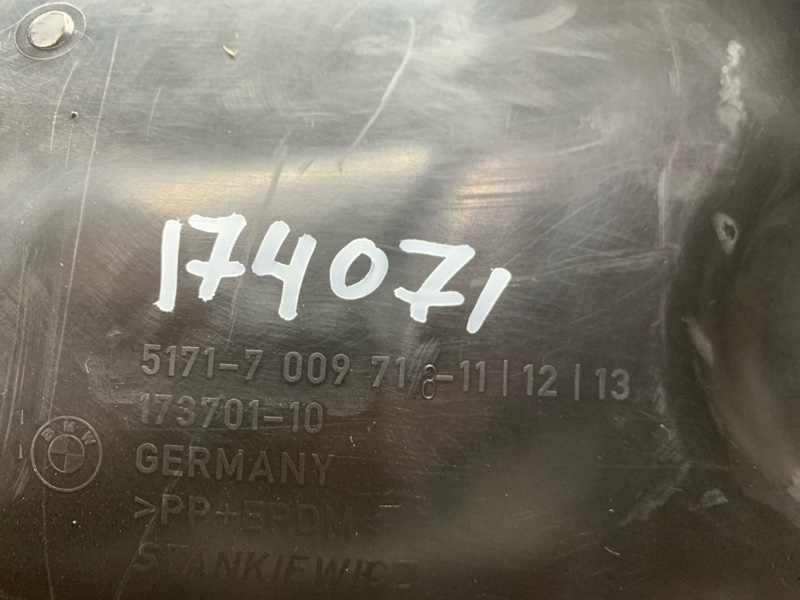 174071
5171-7 009 718-11 | 12 | 13
173701-10
BMW
GERMANY
>PP+EPDM<
STANKIEWICZ